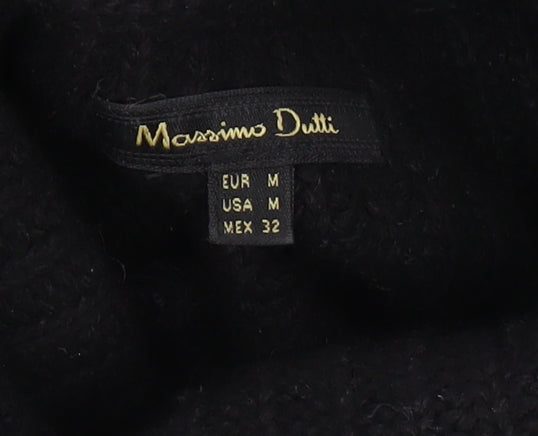 Massimo Dutti
EUR M
USA M
MEX 32